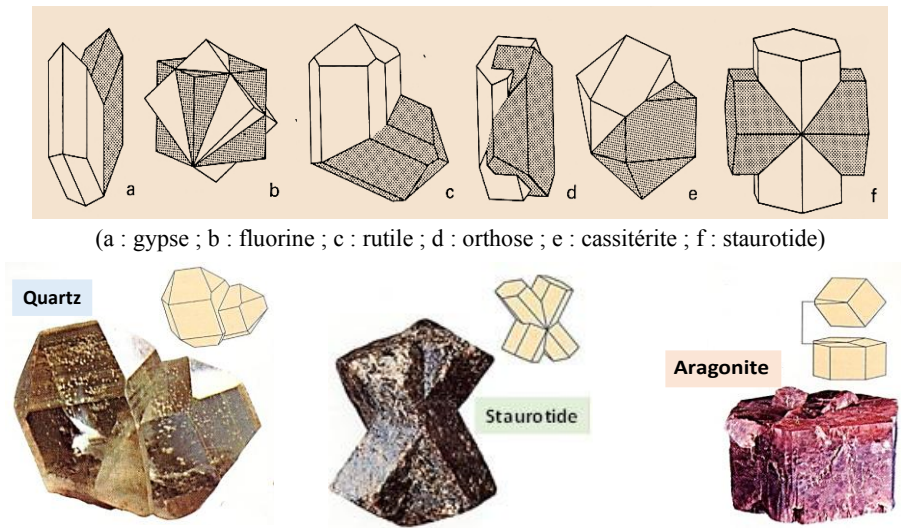 a
b
c
d
e
f
(a : gypse ; b : fluorine ; c : rutile ; d : orthose ; e : cassitérite ; f : staurotide)
Quartz
Staurotide
Aragonite